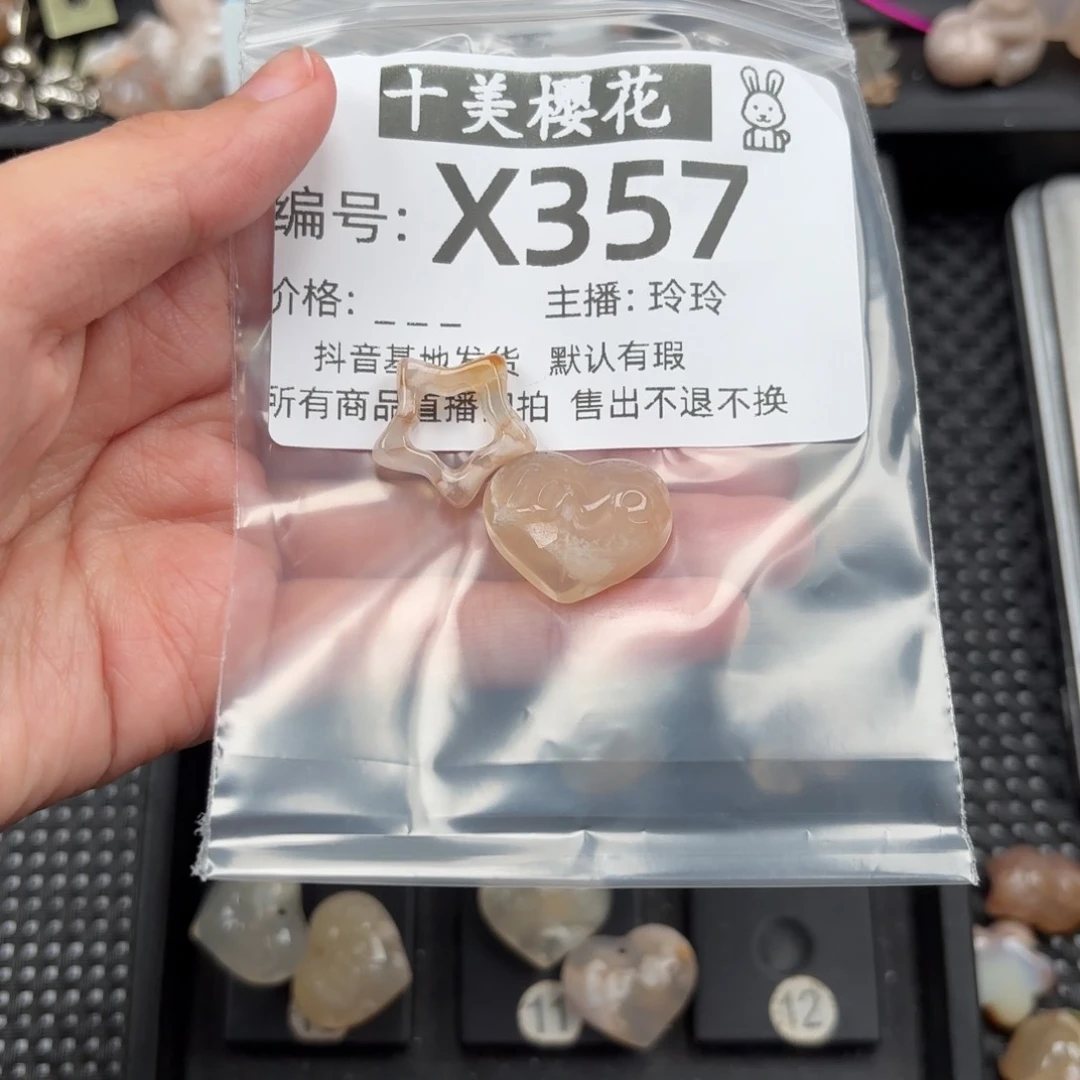 十美樱花
编号: X357
价格: _ _ _ 主播: 玲玲
抖音基地发货 默认有瑕
所有商品直播 拍 售出不退不换
LOVE
11
12